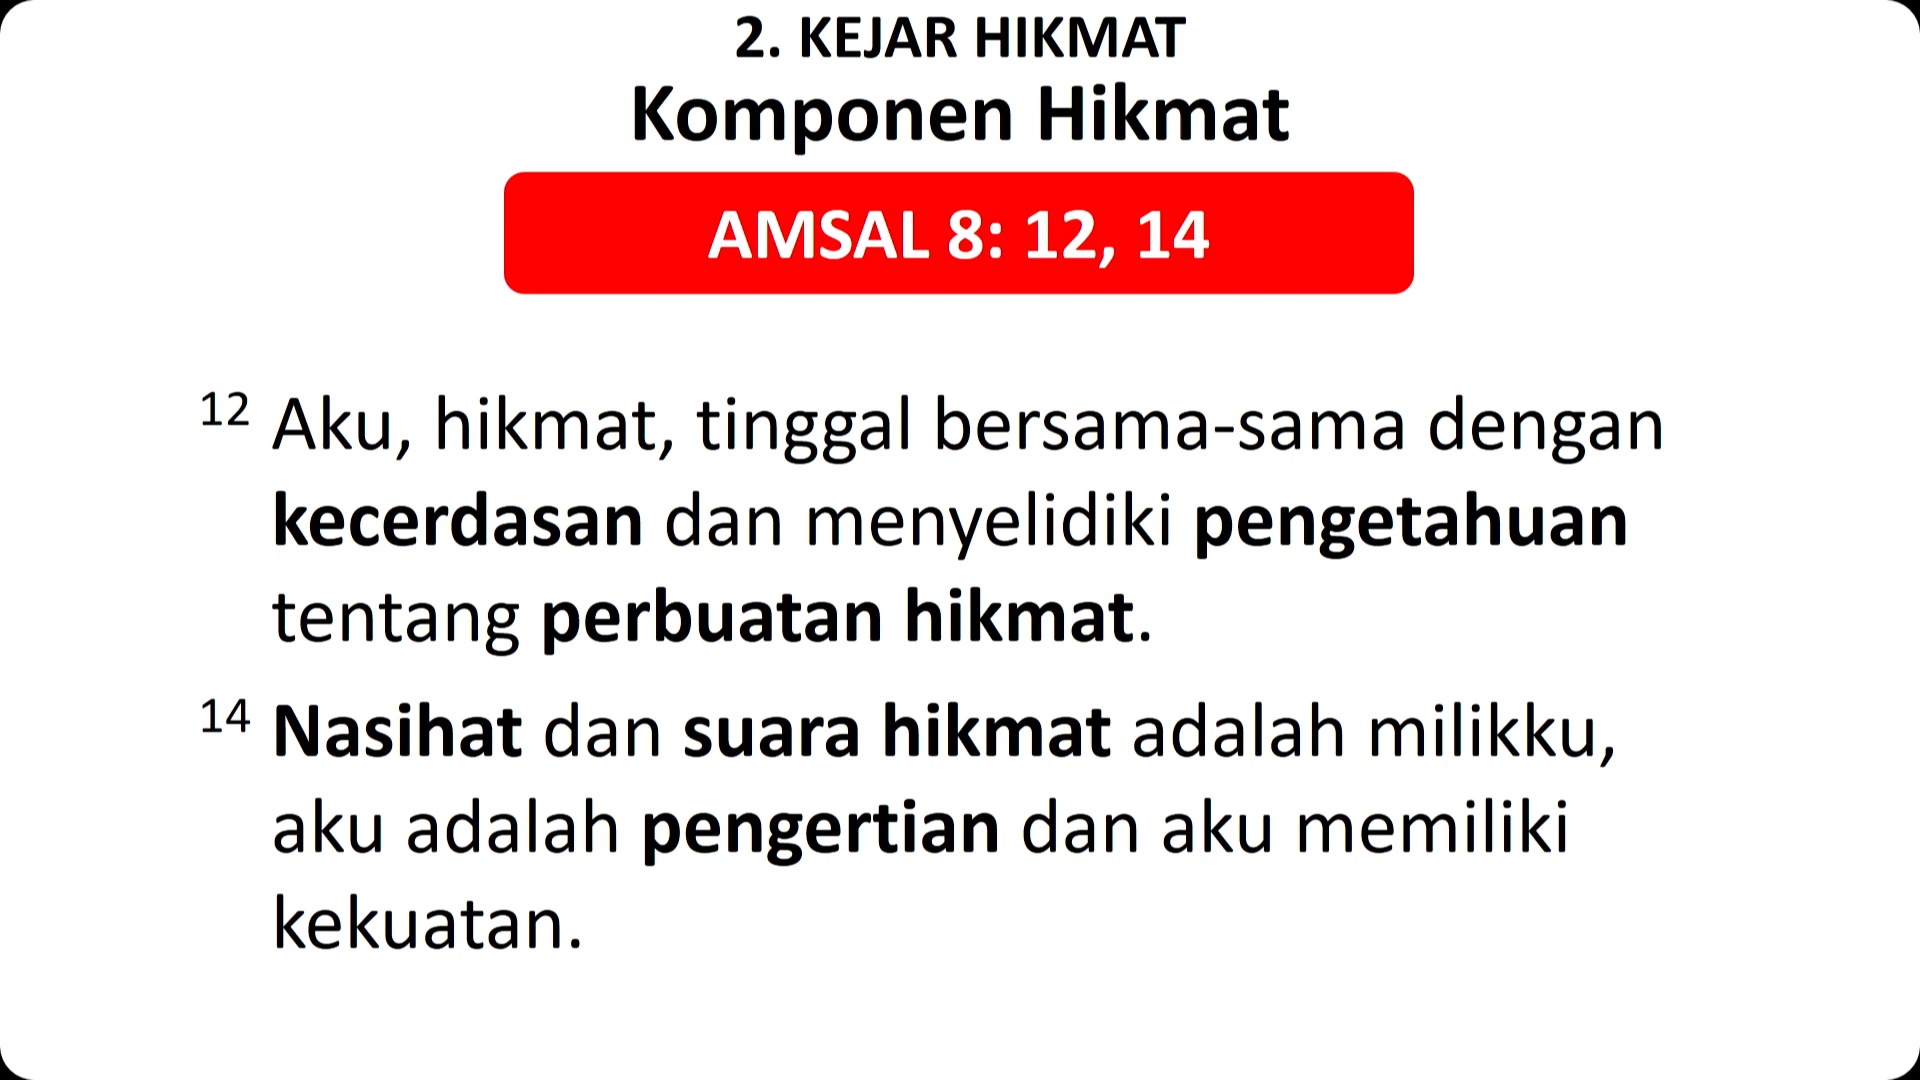 2. KEJAR HIKMAT
Komponen Hikmat
AMSAL 8: 12, 14
12 Aku, hikmat, tinggal bersama-sama dengan
kecerdasan dan menyelidiki pengetahuan
tentang perbuatan hikmat.
14 Nasihat dan suara hikmat adalah milikku,
aku adalah pengertian dan aku memiliki
kekuatan.